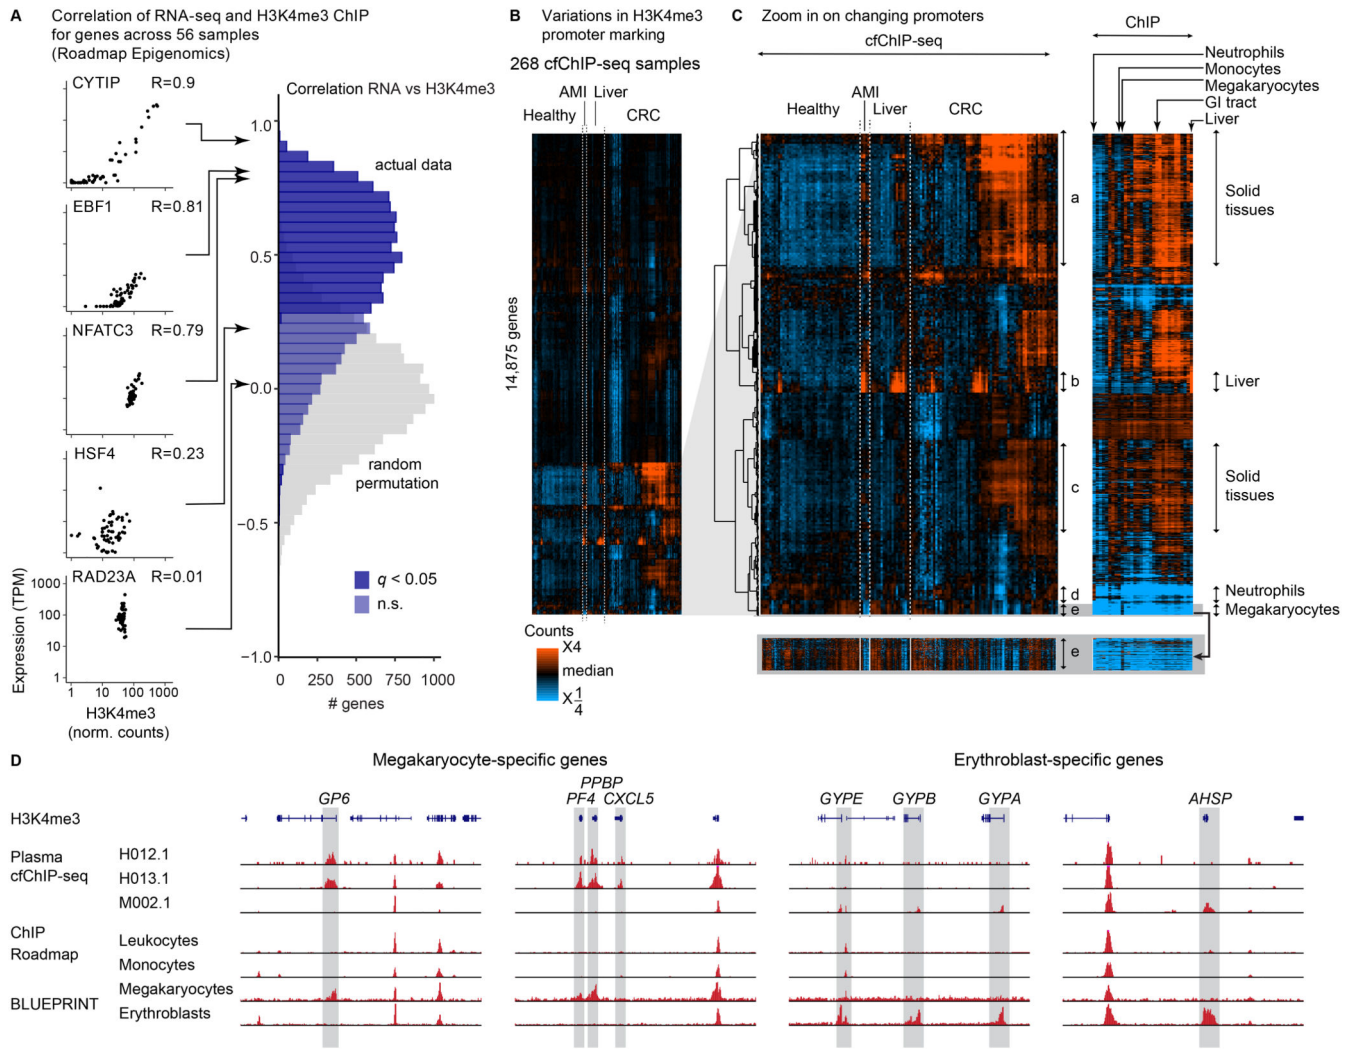 A Correlation of RNA-seq and H3K4me3 ChIP
for genes across 56 samples
(Roadmap Epigenomics)
CYTIP R=0.9
EBF1 R=0.81
NFATC3 R=0.79
HSF4 R=0.23
RAD23A R=0.01
Expression (TPM)
1000
100
10
1
1 10 100 1000
H3K4me3
(norm. counts)
Correlation RNA vs H3K4me3
1.0
0.5
0.0
−0.5
−1.0
actual data
random
permutation
q < 0.05
n.s.
0 250 500 750 1000
# genes
B Variations in H3K4me3
promoter marking
268 cfChIP-seq samples
AMI Liver
Healthy CRC
14,875 genes
Counts
X4
median
X 1/4
C Zoom in on changing promoters
cfChIP-seq
AMI
Healthy Liver CRC
a
b
c
d
e
e
ChIP
Neutrophils
Monocytes
Megakaryocytes
GI tract
Liver
Solid
tissues
Liver
Solid
tissues
Neutrophils
Megakaryocytes
D Megakaryocyte-specific genes Erythroblast-specific genes
PPBP
GP6 PF4 CXCL5 GYPE GYPB GYPA AHSP
H3K4me3
Plasma
cfChIP-seq
H012.1
H013.1
M002.1
ChIP
Roadmap
Leukocytes
Monocytes
BLUEPRINT
Megakaryocytes
Erythroblasts